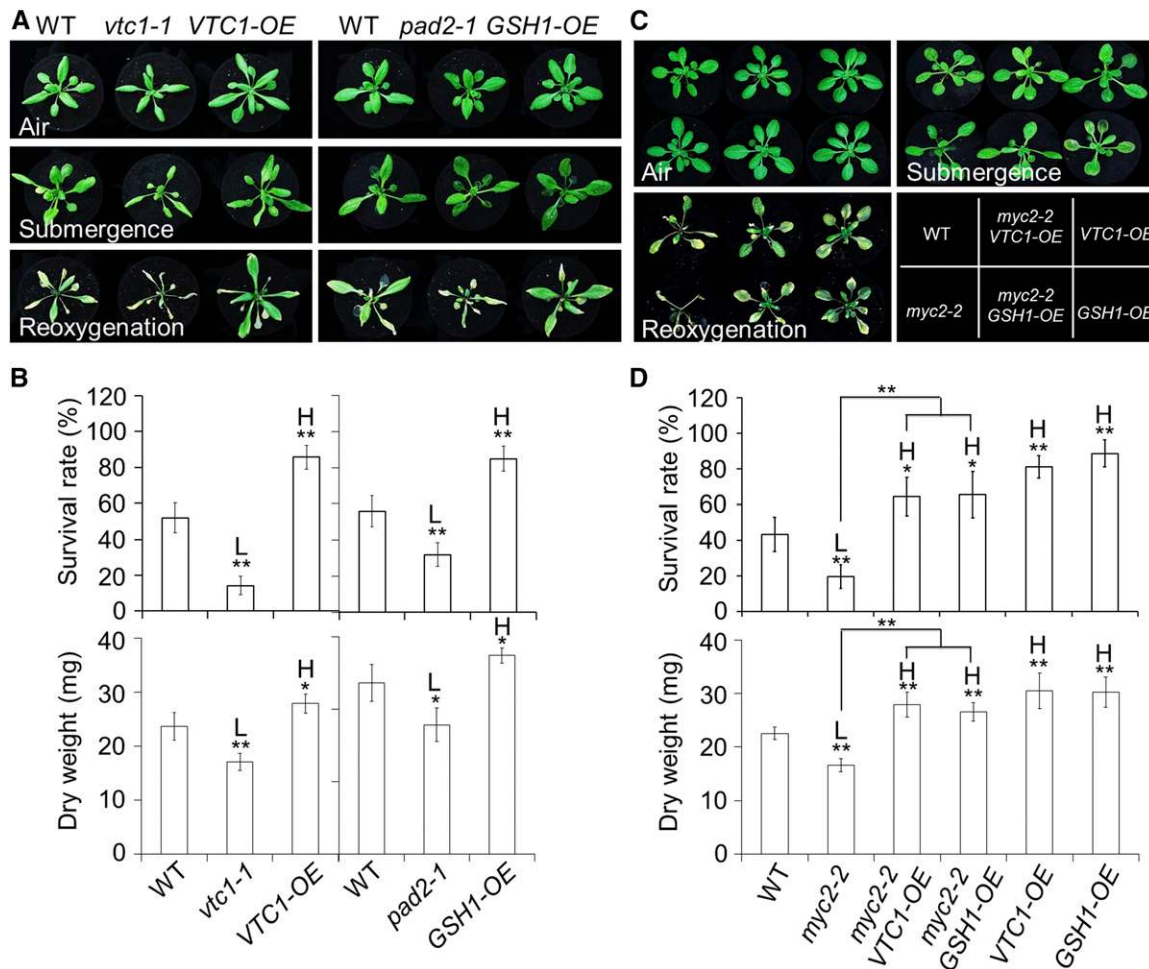 A
WT vtc1-1 VTC1-OE WT pad2-1 GSH1-OE
Air
Submergence
Reoxygenation
B
Survival rate (%)
120
100
80
60
40
20
0
L
**
H
**
L
**
H
**
Dry weight (mg)
40
30
20
10
0
L
**
H
*
L
*
H
*
WT vtc1-1 VTC1-OE WT pad2-1 GSH1-OE
C
Air
Submergence
Reoxygenation
WT
myc2-2
VTC1-OE
VTC1-OE
myc2-2
myc2-2
GSH1-OE
GSH1-OE
D
Survival rate (%)
120
100
80
60
40
20
0
**
L
**
H
*
H
*
H
**
H
**
Dry weight (mg)
40
30
20
10
0
**
L
**
H
**
H
**
H
**
H
**
WT
myc2-2
myc2-2
VTC1-OE
myc2-2
GSH1-OE
VTC1-OE
GSH1-OE